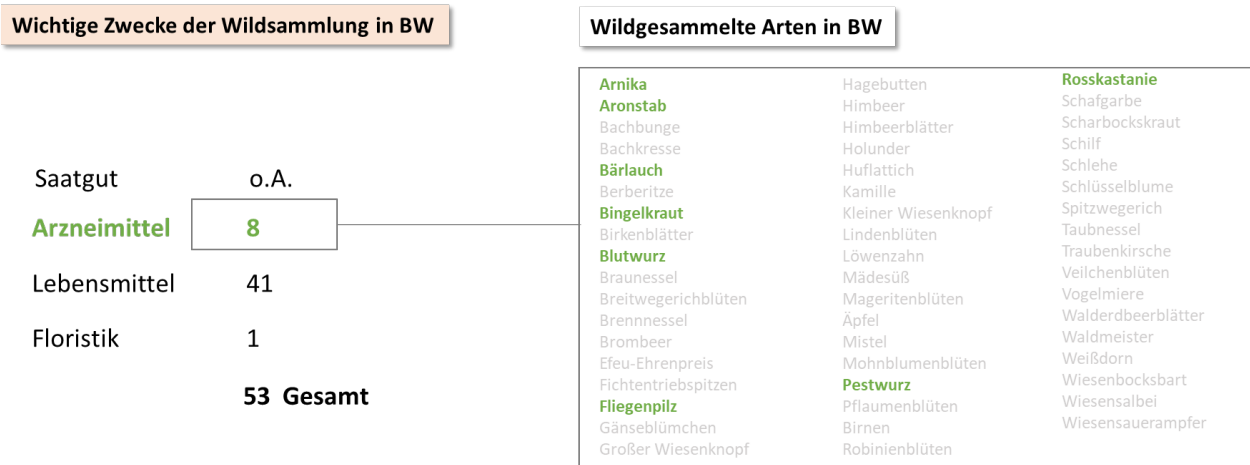 Wichtige Zwecke der Wildsammlung in BW
Saatgut o.A.
Arzneimittel 8
Lebensmittel 41
Floristik 1
53 Gesamt
Wildgesammelte Arten in BW
Arnika
Aronstab
Bachbunge
Bachkresse
Bärlauch
Berberitze
Bingelkraut
Birkenblätter
Blutwurz
Braunessel
Breitwegerichblüten
Brennnessel
Brombeer
Efeu-Ehrenpreis
Fichtentriebspitzen
Fliegenpilz
Gänseblümchen
Großer Wiesenknopf
Hagebutten
Himbeer
Himbeerblätter
Holunder
Huflattich
Kamille
Kleiner Wiesenknopf
Lindenblüten
Löwenzahn
Mädesüß
Mageritenblüten
Äpfel
Mistel
Mohnblumenblüten
Pestwurz
Pflaumenblüten
Birnen
Robinienblüten
Rosskastanie
Schafgarbe
Scharbockskraut
Schilf
Schlehe
Schlüsselblume
Spitzwegerich
Taubnessel
Traubenkirsche
Veilchenblüten
Vogelmiere
Walderdbeerblätter
Waldmeister
Weißdorn
Wiesenbocksbart
Wiesensalbei
Wiesensauerampfer